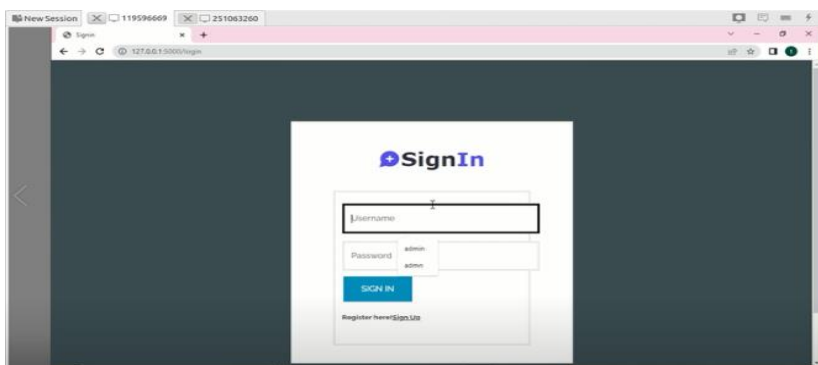 New Session 119596669 251063260
Signin
127.0.0.1:5000/login
SignIn
Username
Password
admin
admin
SIGN IN
Register here!Sign Up